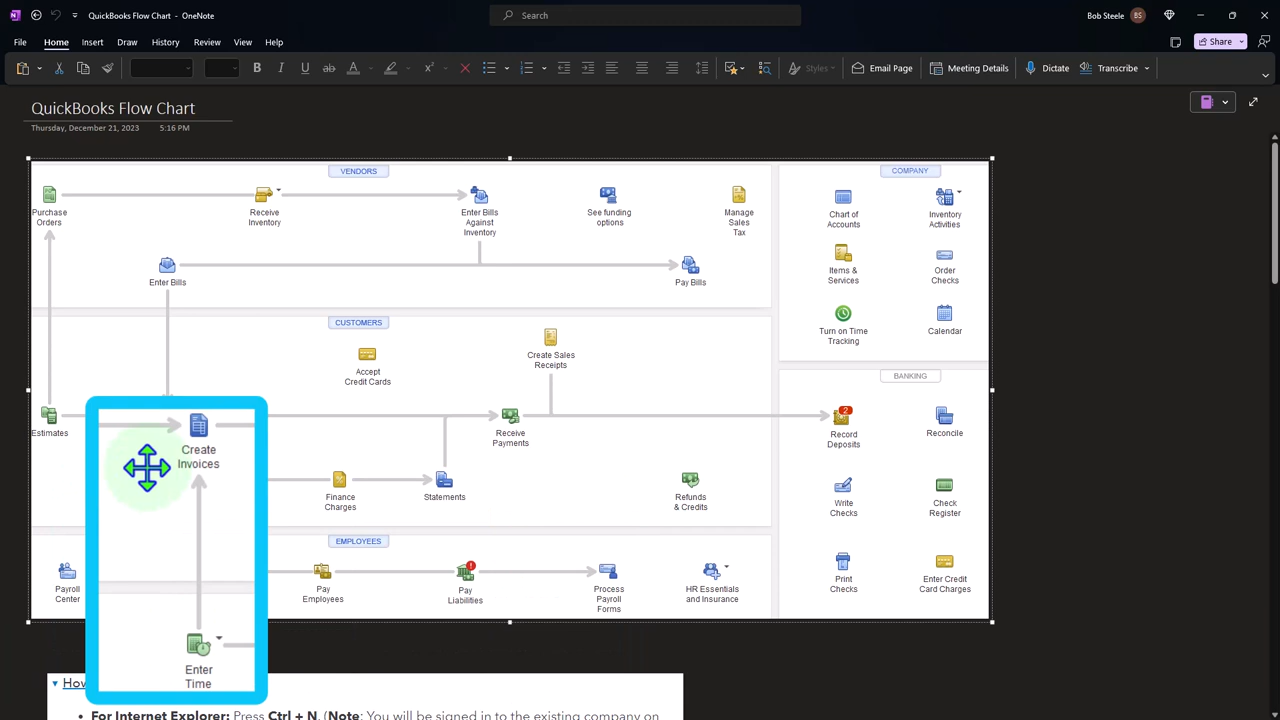 QuickBooks Flow Chart - OneNote
Search
Bob Steele
BS
File
Home
Insert
Draw
History
Review
View
Help
Share
B
I
U
ab
A
Styles
Email Page
Meeting Details
Dictate
Transcribe
QuickBooks Flow Chart
Thursday, December 21, 2023
5:16 PM
VENDORS
Purchase
Orders
Receive
Inventory
Enter Bills
Against
Inventory
See funding
options
Manage
Sales
Tax
Enter Bills
Pay Bills
COMPANY
Chart of
Accounts
Inventory
Activities
Items &
Services
Order
Checks
Turn on Time
Tracking
Calendar
CUSTOMERS
Create Sales
Receipts
Accept
Credit Cards
Estimates
Create
Invoices
Receive
Payments
Finance
Charges
Statements
Refunds
& Credits
BANKING
2
Record
Deposits
Reconcile
Write
Checks
Check
Register
Print
Checks
Enter Credit
Card Charges
EMPLOYEES
Payroll
Center
Enter
Time
Pay
Employees
Pay
Liabilities
Process
Payroll
Forms
HR Essentials
and Insurance
How
• For Internet Explorer: Press Ctrl + N. (Note: You will be signed in to the existing company on